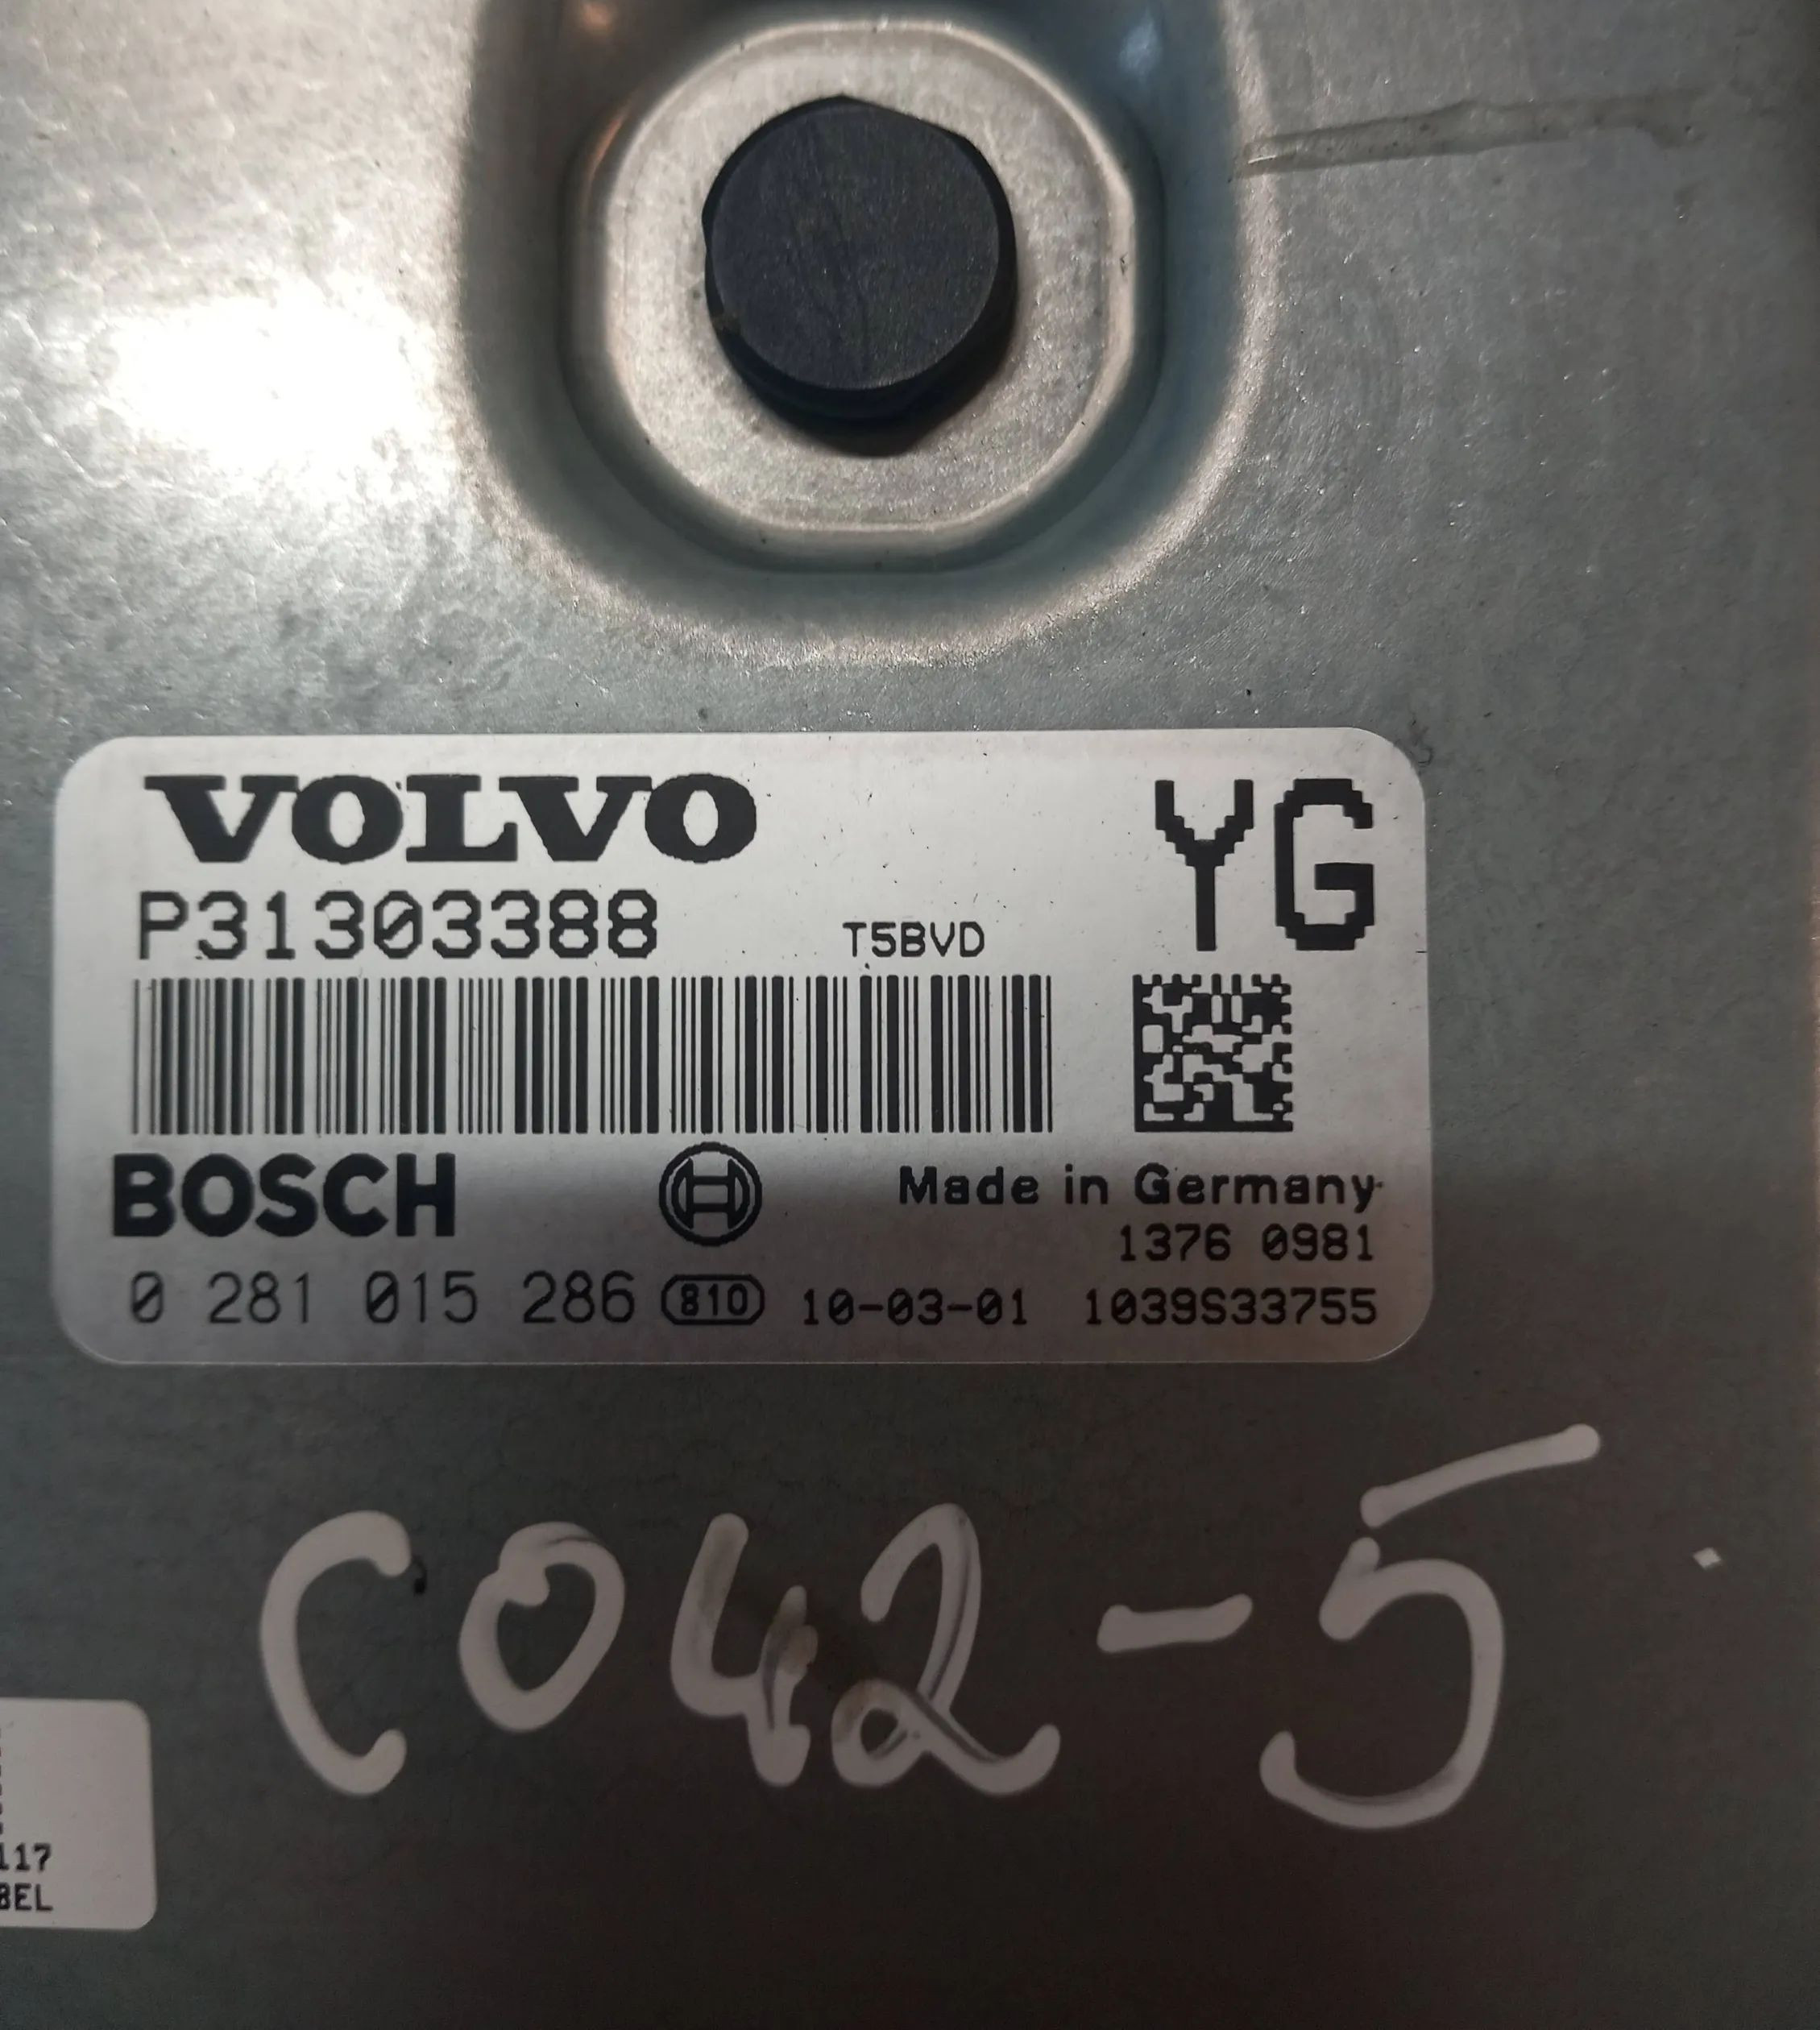 VOLVO
YG
P31303388 T5BVD
BOSCH
Made in Germany
1376 0981
0 281 015 286 810 10-03-01 1039S33755
C042-5
117
BEL